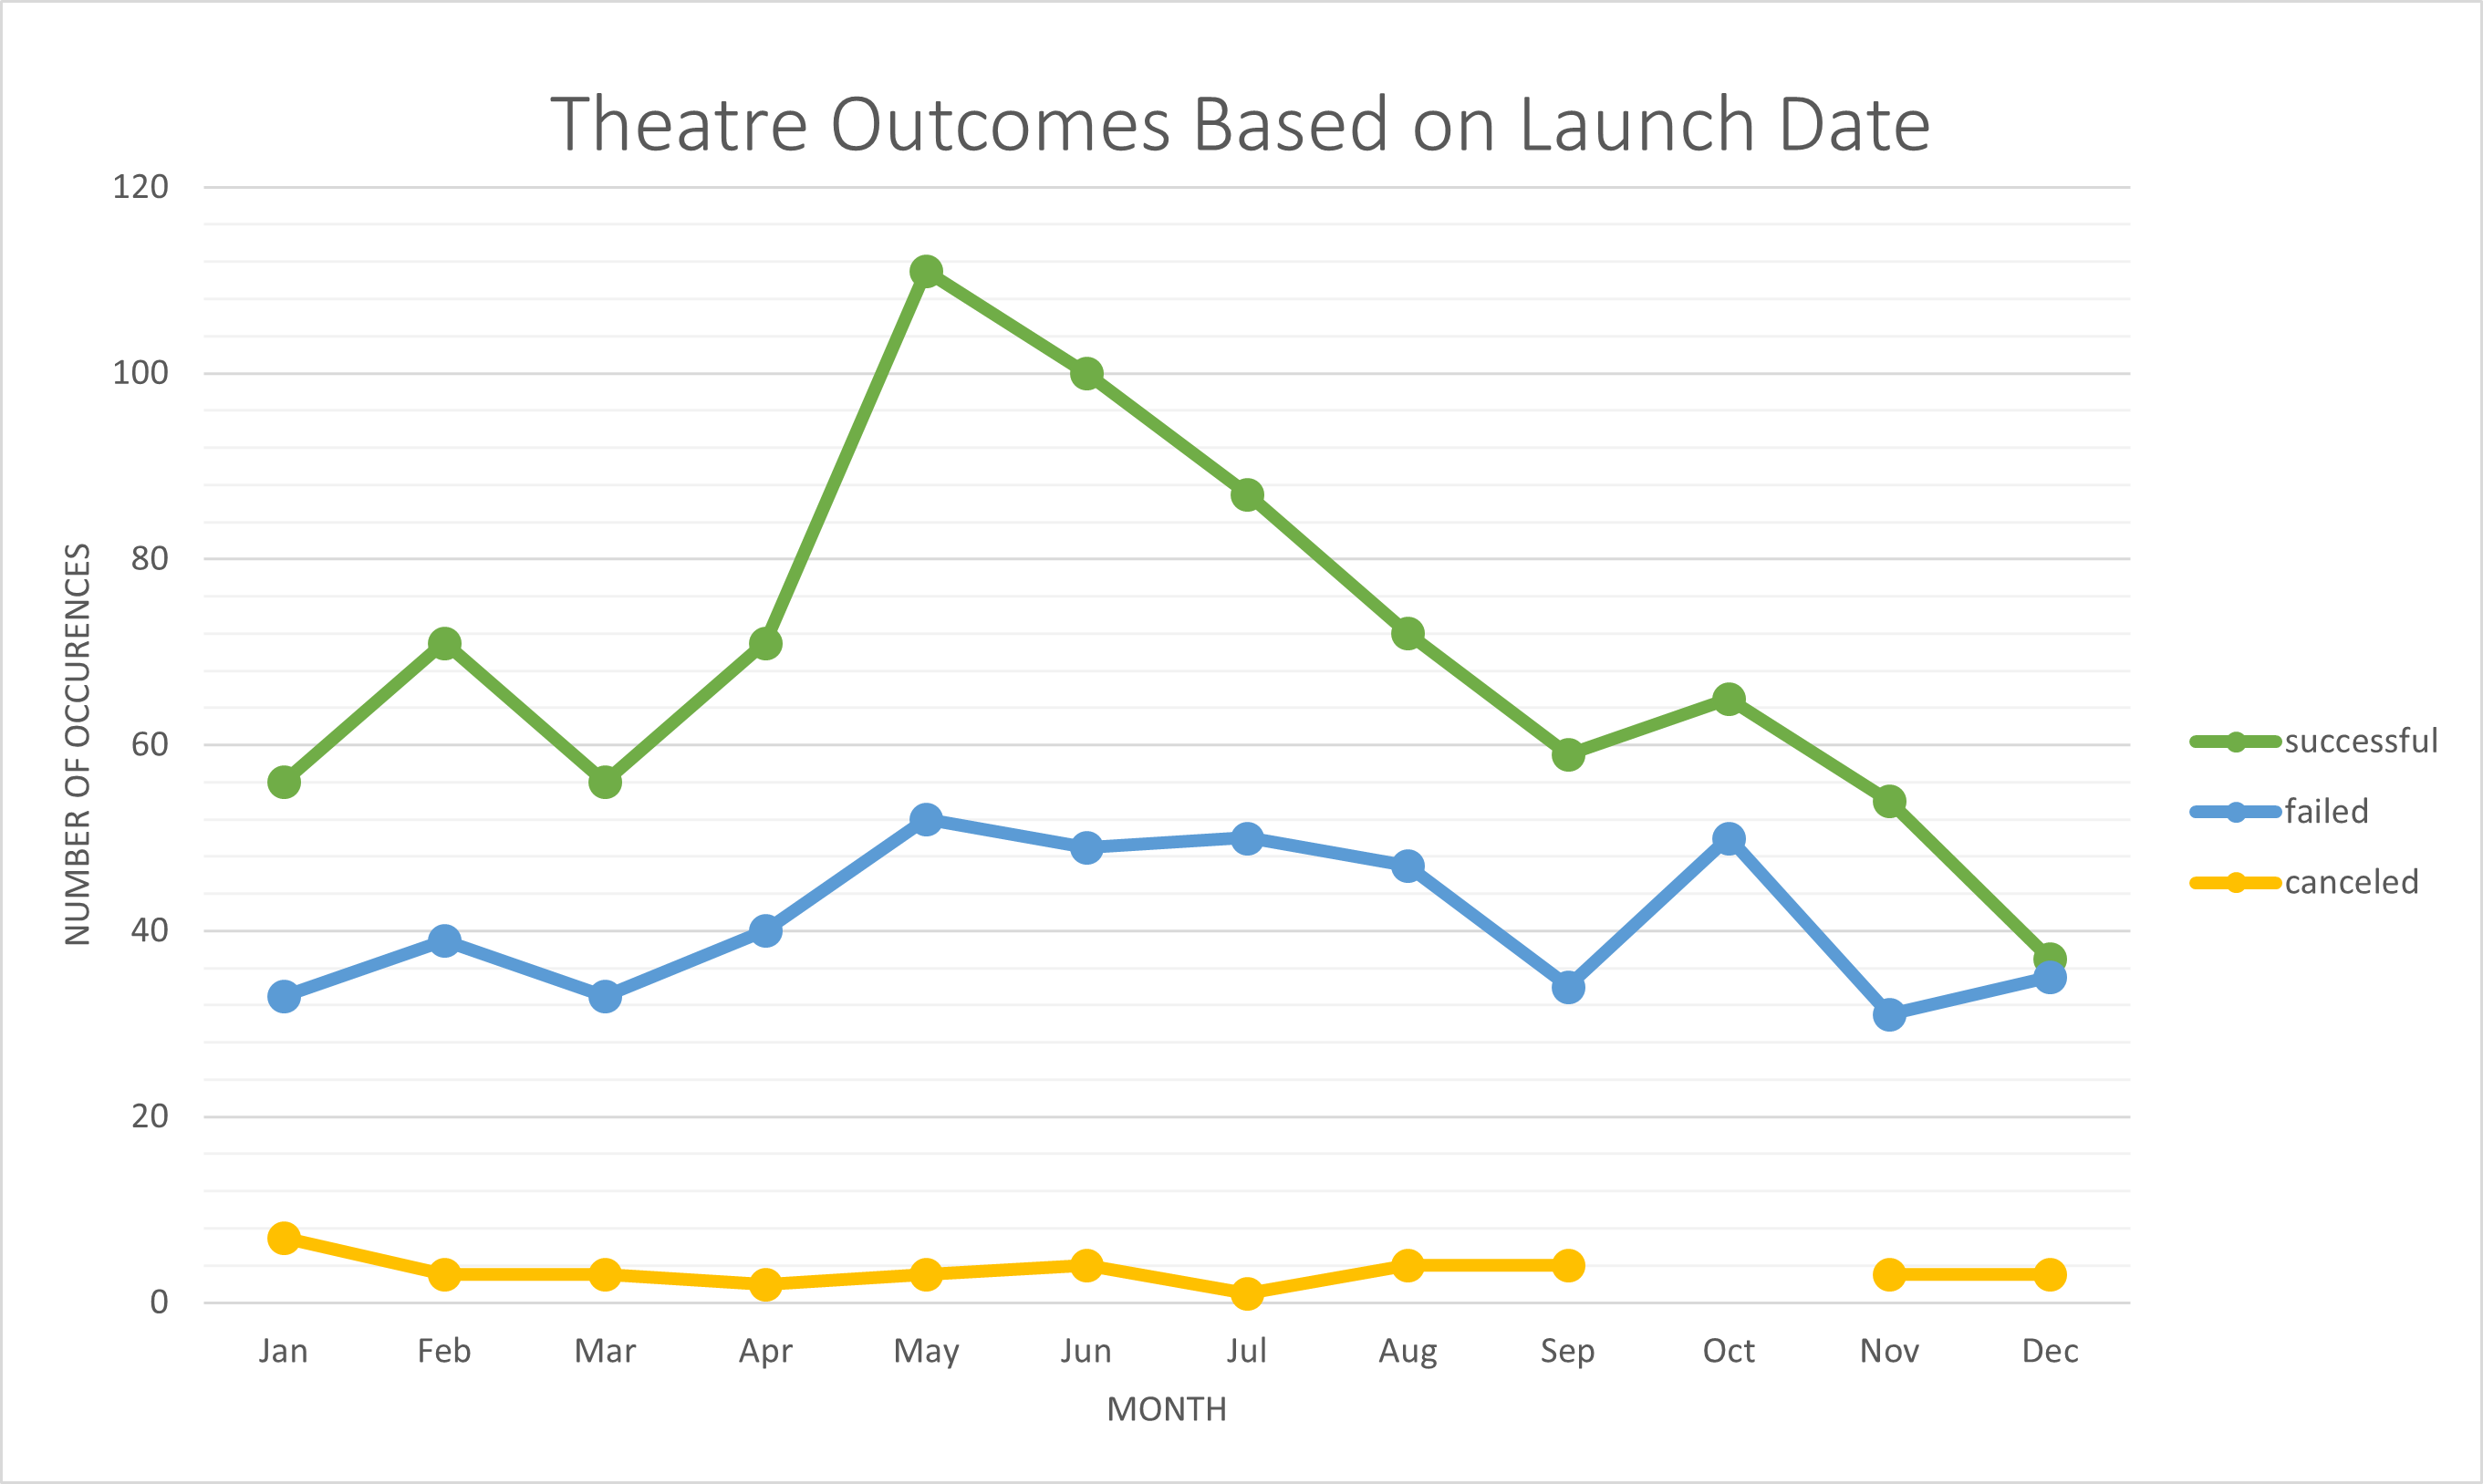 Theatre Outcomes Based on Launch Date
120
100
80
60
40
20
0
NUMBER OF OCCURENCES
Jan Feb Mar Apr May Jun Jul Aug Sep Oct Nov Dec
MONTH
successful
failed
canceled